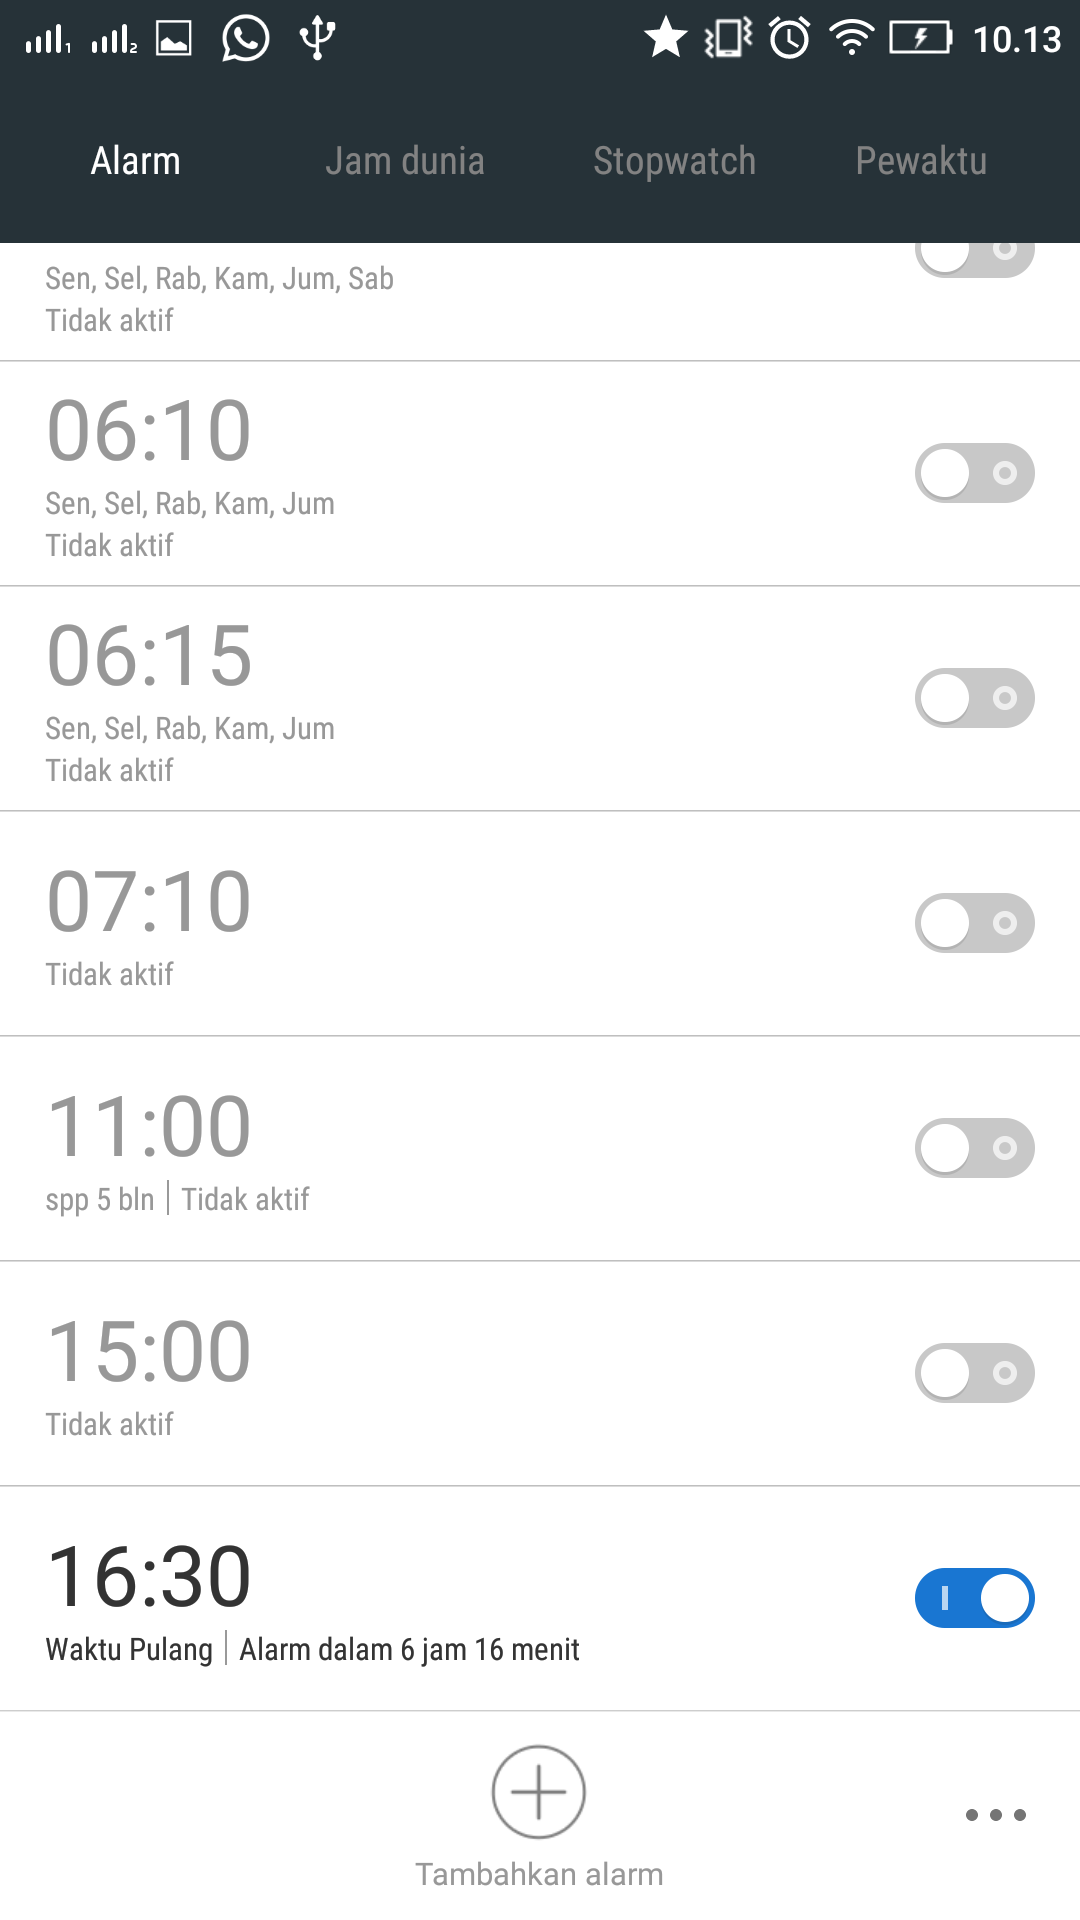 1 2 10.13
Alarm Jam dunia Stopwatch Pewaktu
Sen, Sel, Rab, Kam, Jum, Sab
Tidak aktif
06:10
Sen, Sel, Rab, Kam, Jum
Tidak aktif
06:15
Sen, Sel, Rab, Kam, Jum
Tidak aktif
07:10
Tidak aktif
11:00
spp 5 bln | Tidak aktif
15:00
Tidak aktif
16:30
Waktu Pulang | Alarm dalam 6 jam 16 menit
Tambahkan alarm